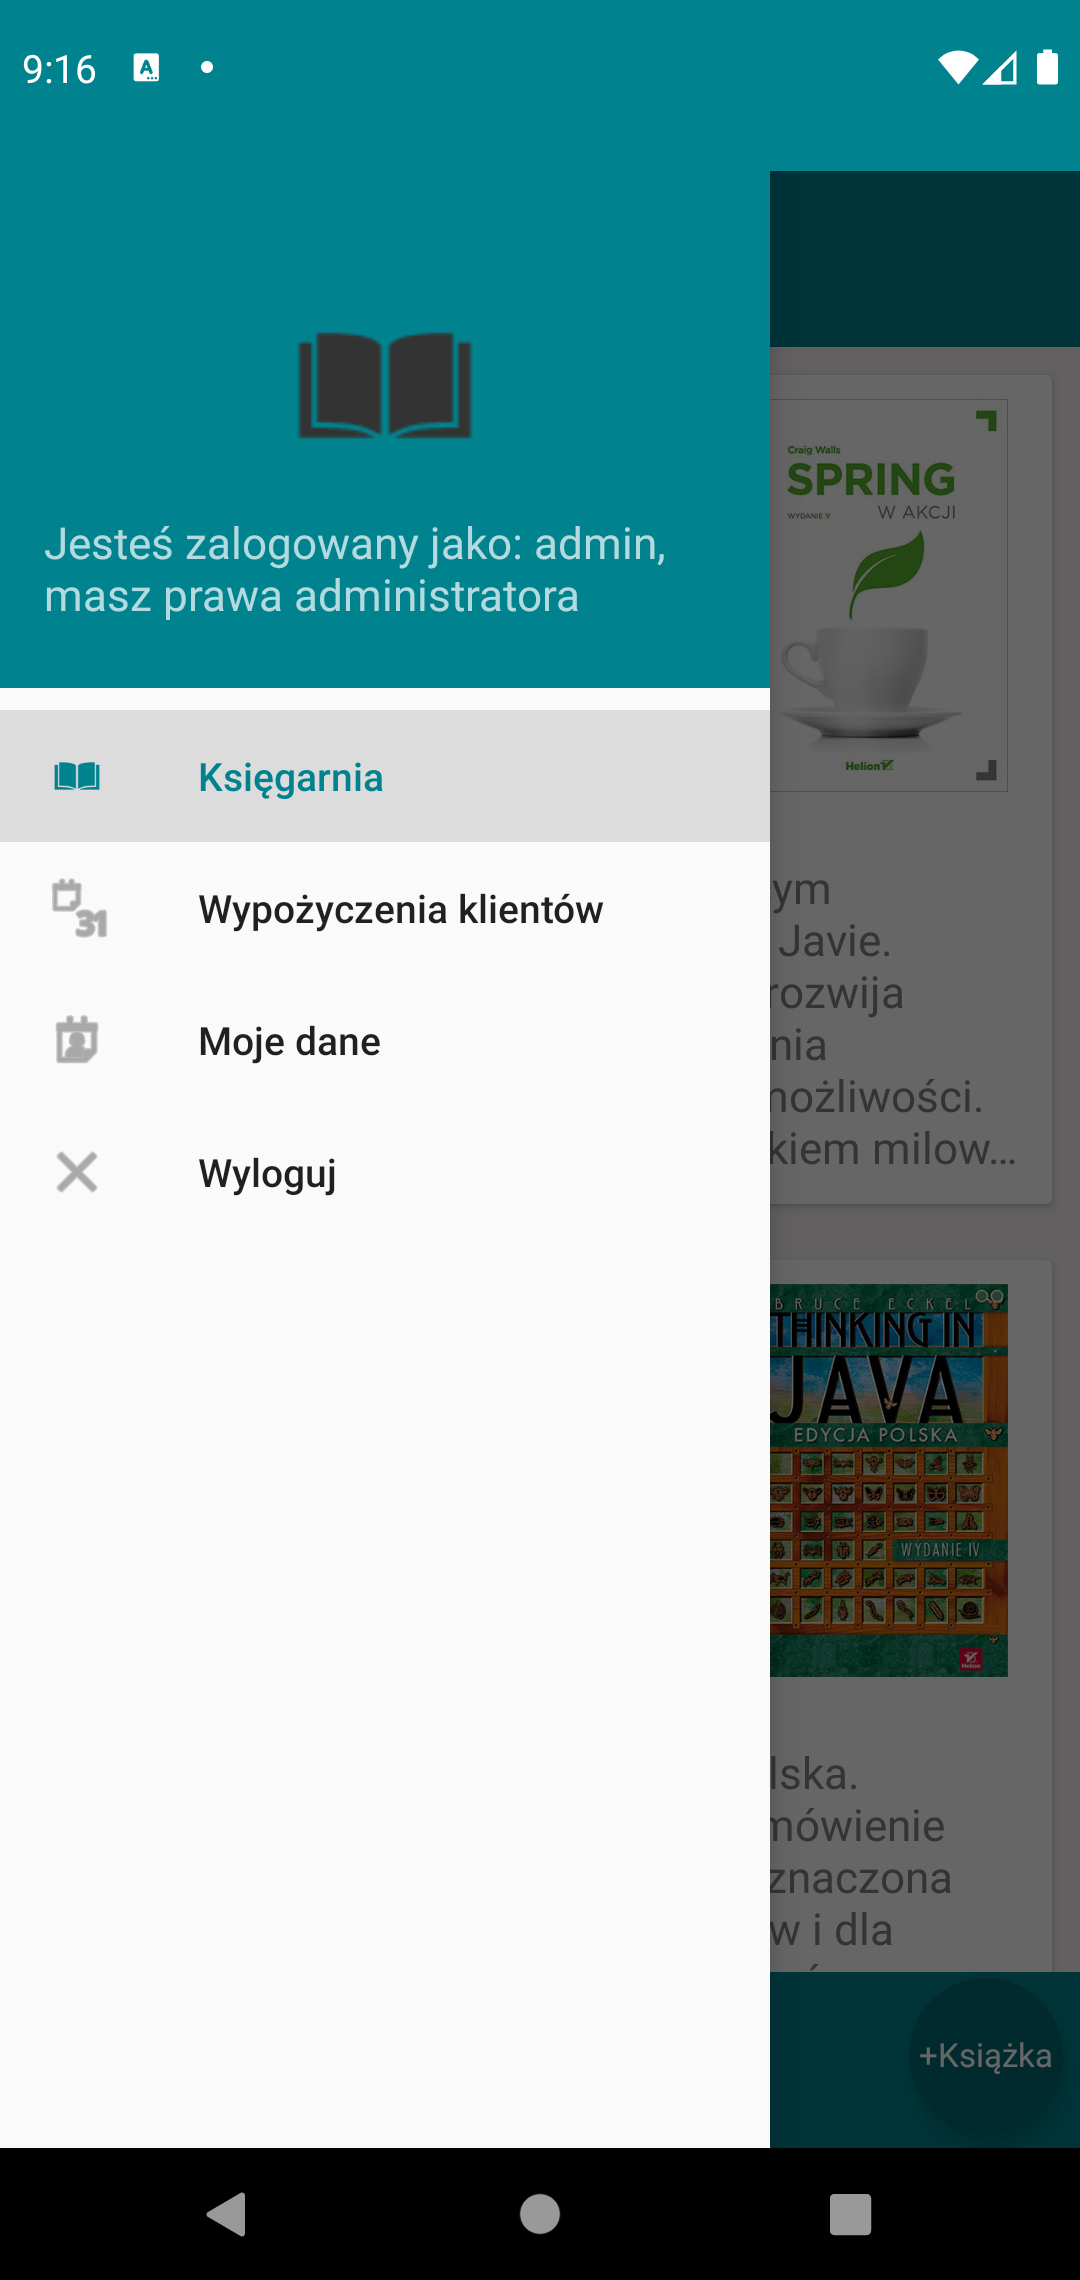 9:16
Jesteś zalogowany jako: admin,
masz prawa administratora
Księgarnia
31
Wypożyczenia klientów
Moje dane
Wyloguj
Craig Walls
SPRING
WYDANIE V
W AKCJI
Helion
ym
Javie.
rozwija
nia
możliwości.
kiem milow...
BRUCE ECKEL
THINKING IN
JAVA
EDYCJA POLSKA
WYDANIE IV
Helion
lska.
mówienie
znaczona
w i dla
+Książka